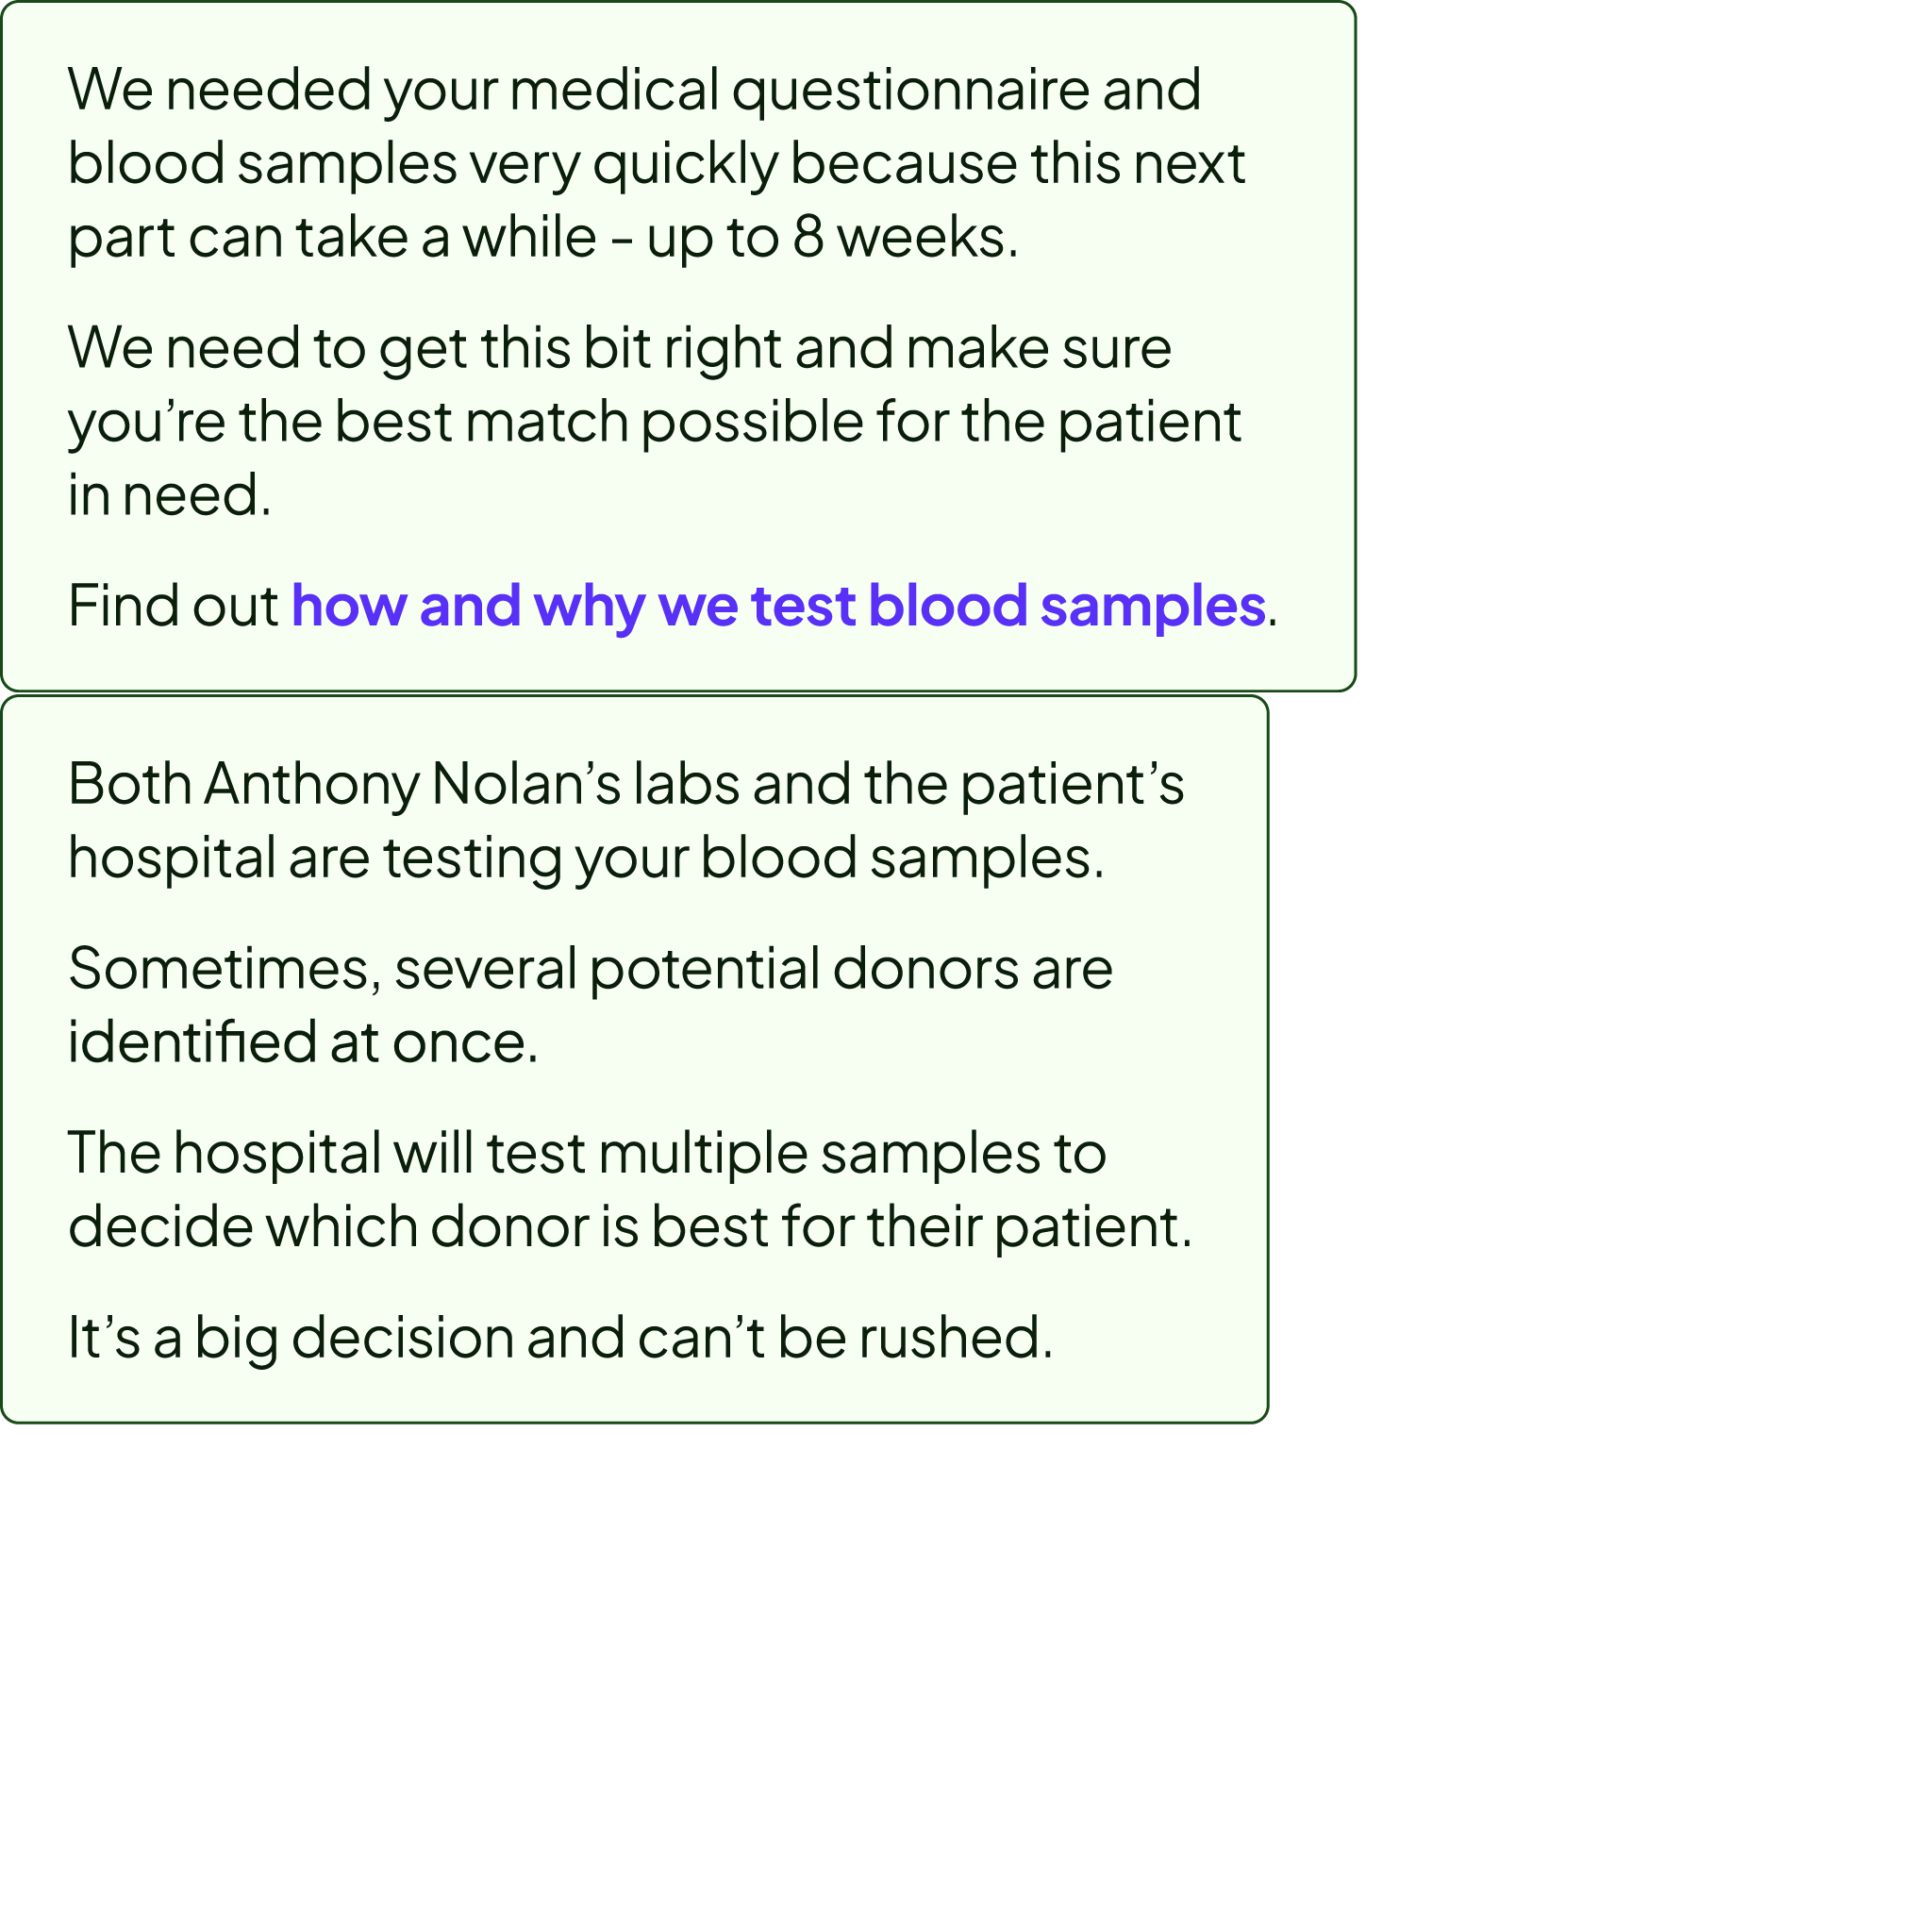 We needed your medical questionnaire and
blood samples very quickly because this next
part can take a while – up to 8 weeks.
We need to get this bit right and make sure
you’re the best match possible for the patient
in need.
Find out how and why we test blood samples.
Both Anthony Nolan’s labs and the patient’s
hospital are testing your blood samples.
Sometimes, several potential donors are
identified at once.
The hospital will test multiple samples to
decide which donor is best for their patient.
It’s a big decision and can’t be rushed.